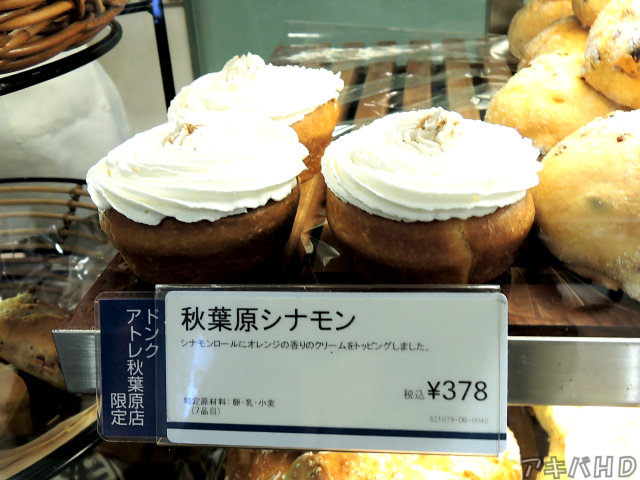 秋葉原シナモン
シナモンロールにオレンジの香りのクリームをトッピングしました。
特定原材料：卵・乳・小麦
（7品目）
税込 ¥378
521079-DB-0040
ドンク
アトレ秋葉原店
限定
アキバHD